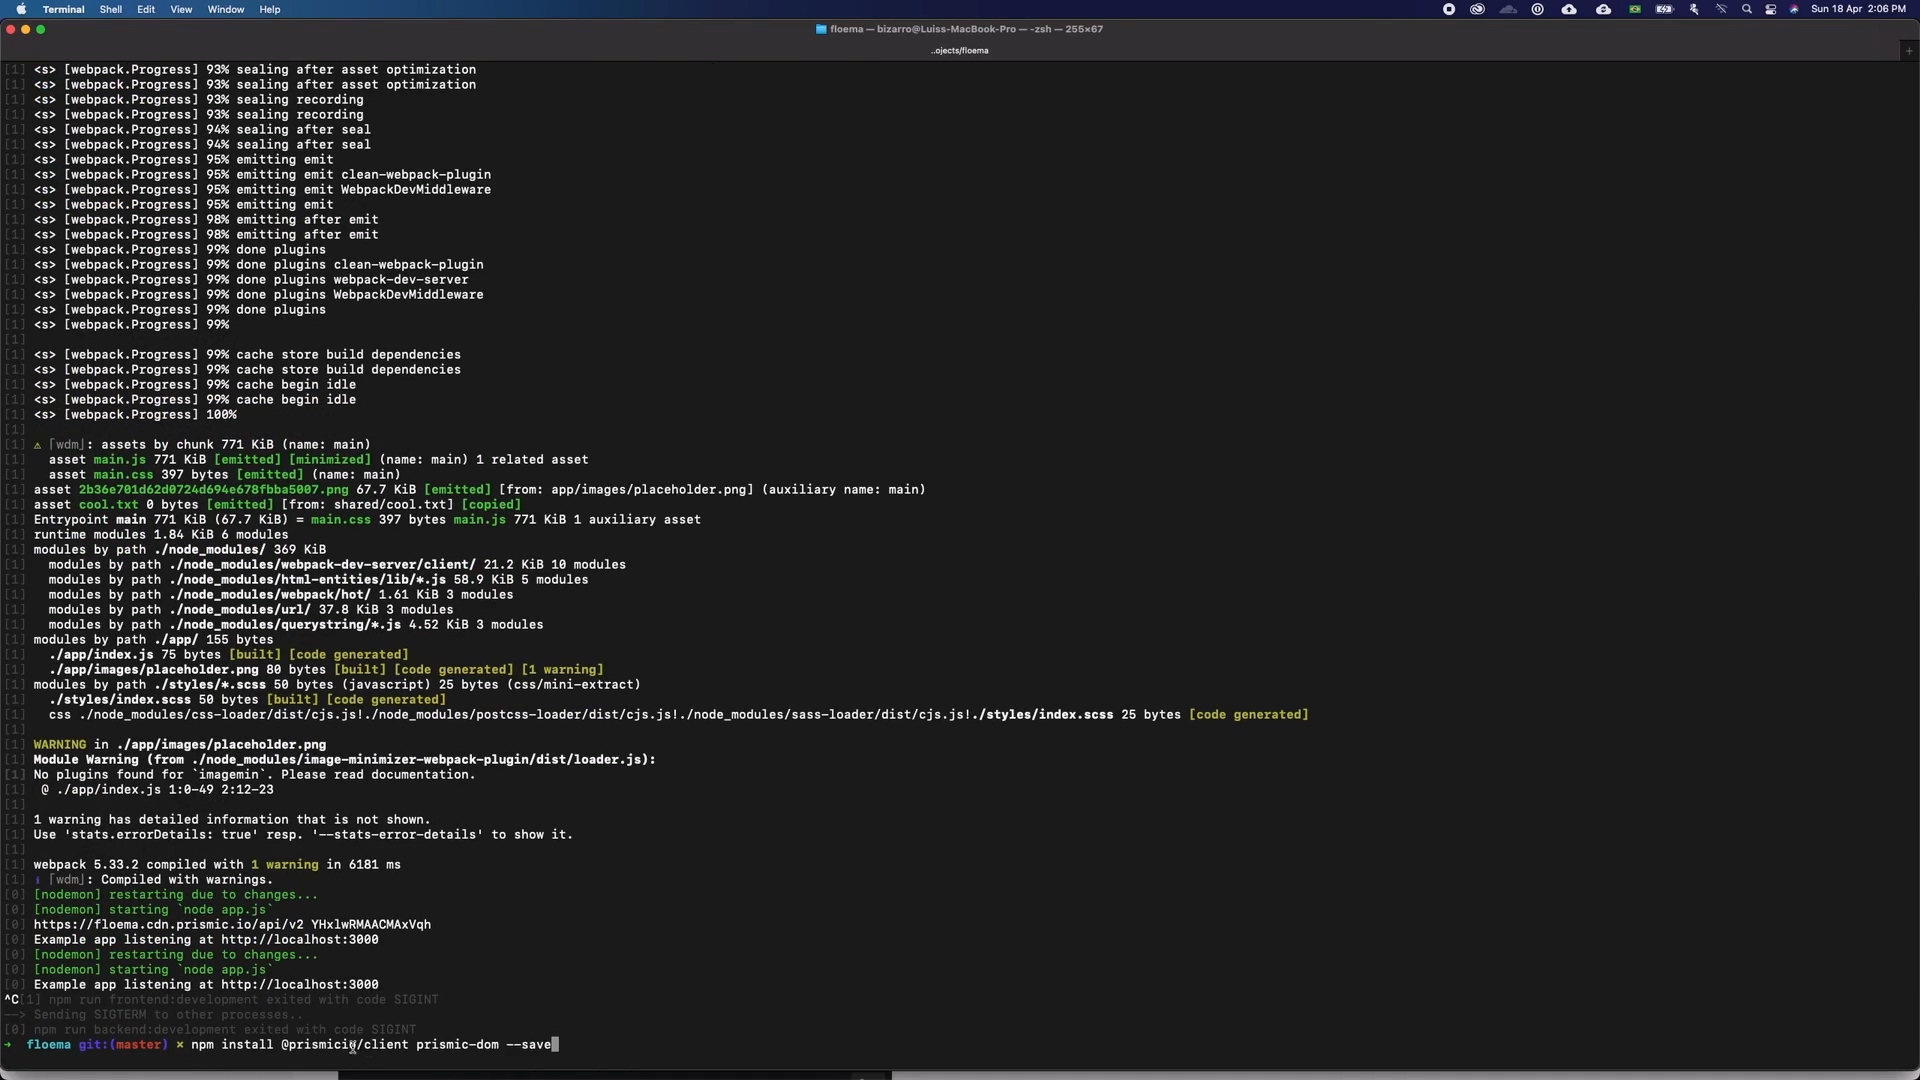 Terminal Shell Edit View Window Help Sun 18 Apr 2:06 PM
floema — bizarro@Luiss-MacBook-Pro — -zsh — 255×67
..ojects/floema
[1] <s> [webpack.Progress] 93% sealing after asset optimization
[1] <s> [webpack.Progress] 93% sealing after asset optimization
[1] <s> [webpack.Progress] 93% sealing recording
[1] <s> [webpack.Progress] 93% sealing recording
[1] <s> [webpack.Progress] 94% sealing after seal
[1] <s> [webpack.Progress] 94% sealing after seal
[1] <s> [webpack.Progress] 95% emitting emit
[1] <s> [webpack.Progress] 95% emitting emit clean-webpack-plugin
[1] <s> [webpack.Progress] 95% emitting emit WebpackDevMiddleware
[1] <s> [webpack.Progress] 95% emitting emit
[1] <s> [webpack.Progress] 98% emitting after emit
[1] <s> [webpack.Progress] 98% emitting after emit
[1] <s> [webpack.Progress] 99% done plugins
[1] <s> [webpack.Progress] 99% done plugins clean-webpack-plugin
[1] <s> [webpack.Progress] 99% done plugins webpack-dev-server
[1] <s> [webpack.Progress] 99% done plugins WebpackDevMiddleware
[1] <s> [webpack.Progress] 99% done plugins
[1] <s> [webpack.Progress] 99%
[1]
[1] <s> [webpack.Progress] 99% cache store build dependencies
[1] <s> [webpack.Progress] 99% cache store build dependencies
[1] <s> [webpack.Progress] 99% cache begin idle
[1] <s> [webpack.Progress] 99% cache begin idle
[1] <s> [webpack.Progress] 100%
[1]
[1] ⚠ ｢wdm｣: assets by chunk 771 KiB (name: main)
[1]   asset main.js 771 KiB [emitted] [minimized] (name: main) 1 related asset
[1]   asset main.css 397 bytes [emitted] (name: main)
[1] asset 2b36e701d62d0724d694e678fbba5007.png 67.7 KiB [emitted] [from: app/images/placeholder.png] (auxiliary name: main)
[1] asset cool.txt 0 bytes [emitted] [from: shared/cool.txt] [copied]
[1] Entrypoint main 771 KiB (67.7 KiB) = main.css 397 bytes main.js 771 KiB 1 auxiliary asset
[1] runtime modules 1.84 KiB 6 modules
[1] modules by path ./node_modules/ 369 KiB
[1]   modules by path ./node_modules/webpack-dev-server/client/ 21.2 KiB 10 modules
[1]   modules by path ./node_modules/html-entities/lib/*.js 58.9 KiB 5 modules
[1]   modules by path ./node_modules/webpack/hot/ 1.61 KiB 3 modules
[1]   modules by path ./node_modules/url/ 37.8 KiB 3 modules
[1]   modules by path ./node_modules/querystring/*.js 4.52 KiB 3 modules
[1] modules by path ./app/ 155 bytes
[1]   ./app/index.js 75 bytes [built] [code generated]
[1]   ./app/images/placeholder.png 80 bytes [built] [code generated] [1 warning]
[1] modules by path ./styles/*.scss 50 bytes (javascript) 25 bytes (css/mini-extract)
[1]   ./styles/index.scss 50 bytes [built] [code generated]
[1]   css ./node_modules/css-loader/dist/cjs.js!./node_modules/postcss-loader/dist/cjs.js!./node_modules/sass-loader/dist/cjs.js!./styles/index.scss 25 bytes [code generated]
[1]
[1] WARNING in ./app/images/placeholder.png
[1] Module Warning (from ./node_modules/image-minimizer-webpack-plugin/dist/loader.js):
[1] No plugins found for `imagemin`. Please read documentation.
[1]  @ ./app/index.js 1:0-49 2:12-23
[1]
[1] 1 warning has detailed information that is not shown.
[1] Use 'stats.errorDetails: true' resp. '--stats-error-details' to show it.
[1]
[1] webpack 5.33.2 compiled with 1 warning in 6181 ms
[1] ℹ ｢wdm｣: Compiled with warnings.
[0] [nodemon] restarting due to changes...
[0] [nodemon] starting `node app.js`
[0] https://floema.cdn.prismic.io/api/v2 YHxlwRMAACMAxVqh
[0] Example app listening at http://localhost:3000
[0] [nodemon] restarting due to changes...
[0] [nodemon] starting `node app.js`
[0] Example app listening at http://localhost:3000
^C[1] npm run frontend:development exited with code SIGINT
--> Sending SIGTERM to other processes..
[0] npm run backend:development exited with code SIGINT
➜  floema git:(master) × npm install @prismicio/client prismic-dom --save